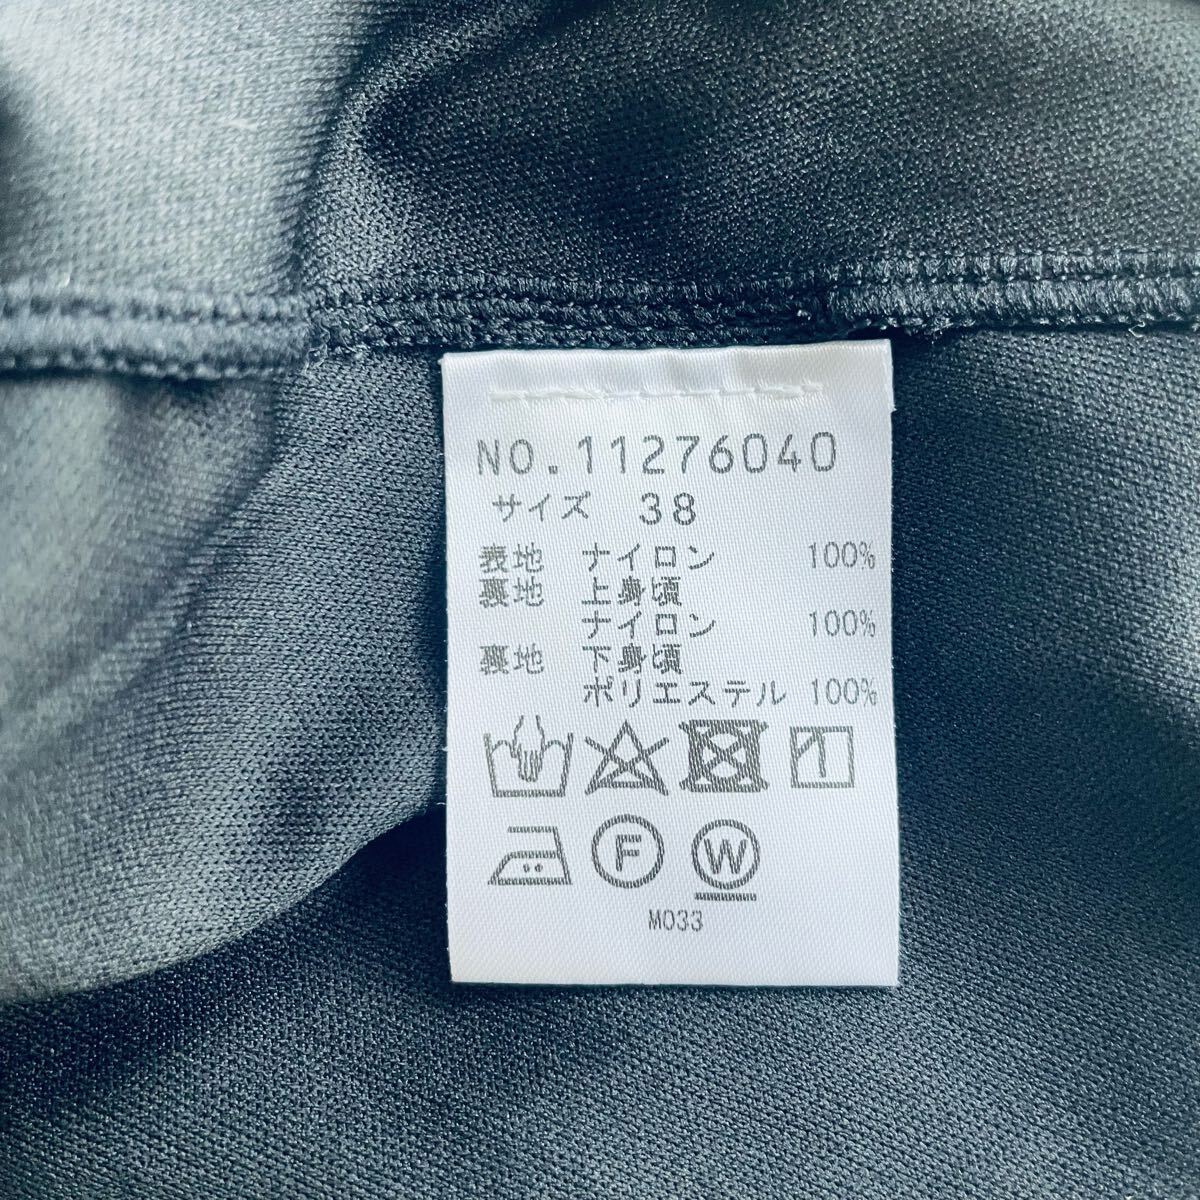 NO.11276040
サイズ 38
表地 ナイロン 100%
裏地 上身頃
ナイロン 100%
裏地 下身頃
ポリエステル 100%
F W
M033